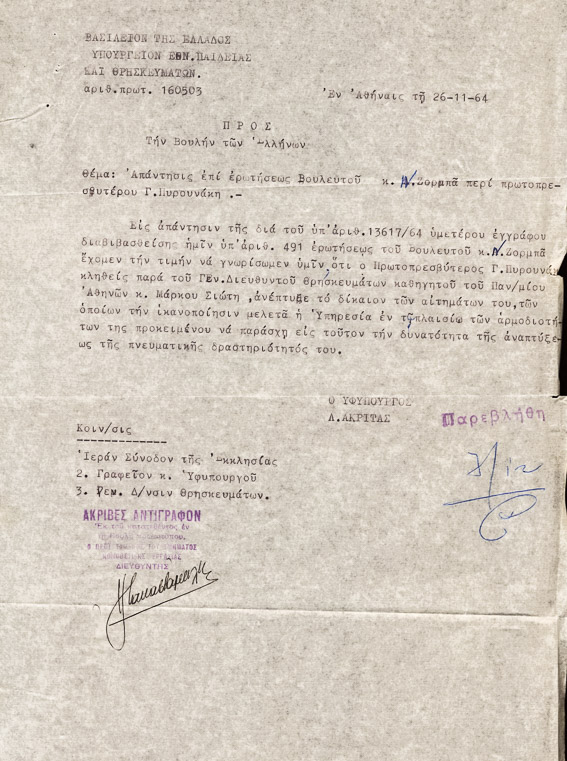 ΒΑΣΙΛΕΙΟΝ ΤΗΣ ΕΛΛΑΔΟΣ
ΥΠΟΥΡΓΕΙΟΝ ΕΘΝ.ΠΑΙΔΕΙΑΣ
ΚΑΙ ΘΡΗΣΚΕΥΜΑΤΩΝ.
αριθ.πρωτ. 160503
Ἐν Ἀθήναις τῇ 26-11-64
Π Ρ Ο Σ
Τήν Βουλήν τῶν Ἑλλήνων
Θέμα: Ἀπάντησις ἐπί ἐρωτήσεως Βουλευτοῦ κ. Ν.Ζορμπᾶ περί πρωτοπρε-
σβυτέρου Γ.Πυρουνάκη .-
Εἰς ἀπάντησιν τῆς διά τοῦ ὑπ'ἀριθ.13617/64 ὑμετέρου ἐγγράφου
διαβιβασθείσης ἡμῖν ὑπ'ἀριθ. 491 ἐρωτήσεως τοῦ Βουλευτοῦ κ.Ν.Ζορμπᾶ
ἔχομεν τήν τιμήν νά γνωρίσωμεν ὑμῖν,ὅτι ὁ Πρωτοπρεσβύτερος Γ.Πυρουνάκ
κληθείς παρά τοῦ Γεν.Διευθυντοῦ θρησκευμάτων καθηγητοῦ τοῦ Παν/μίου
Ἀθηνῶν κ. Μάρκου Σιώτη ,ἀνέπτυξε τό δίκαιον τῶν αἰτημάτων του,τῶν
ὁποίων τήν ἱκανοποίησιν μελετᾶ ἡ Ὑπηρεσία ἐν τῷ πλαισίῳ τῶν ἁρμοδιοτή-
των της προκειμένου νά παράσχῃ εἰς τοῦτον τήν δυνατότητα τῆς ἀναπτύξε-
ως τῆς πνευματικῆς δραστηριότητός του.
Ο ΥΦΥΠΟΥΡΓΟΣ
Λ.ΑΚΡΙΤΑΣ
Παρεβλήθη
Κοιν/σις
Ἱεράν Σύνοδον τῆς Ἐκκλησίας
2. Γραφεῖον κ. Ὑφυπουργοῦ
3. Γεν. Δ/νσιν Θρησκευμάτων.
ΑΚΡΙΒΕΣ ΑΝΤΙΓΡΑΦΟΝ
ΔΙΕΥΘΥΝΤΗΣ